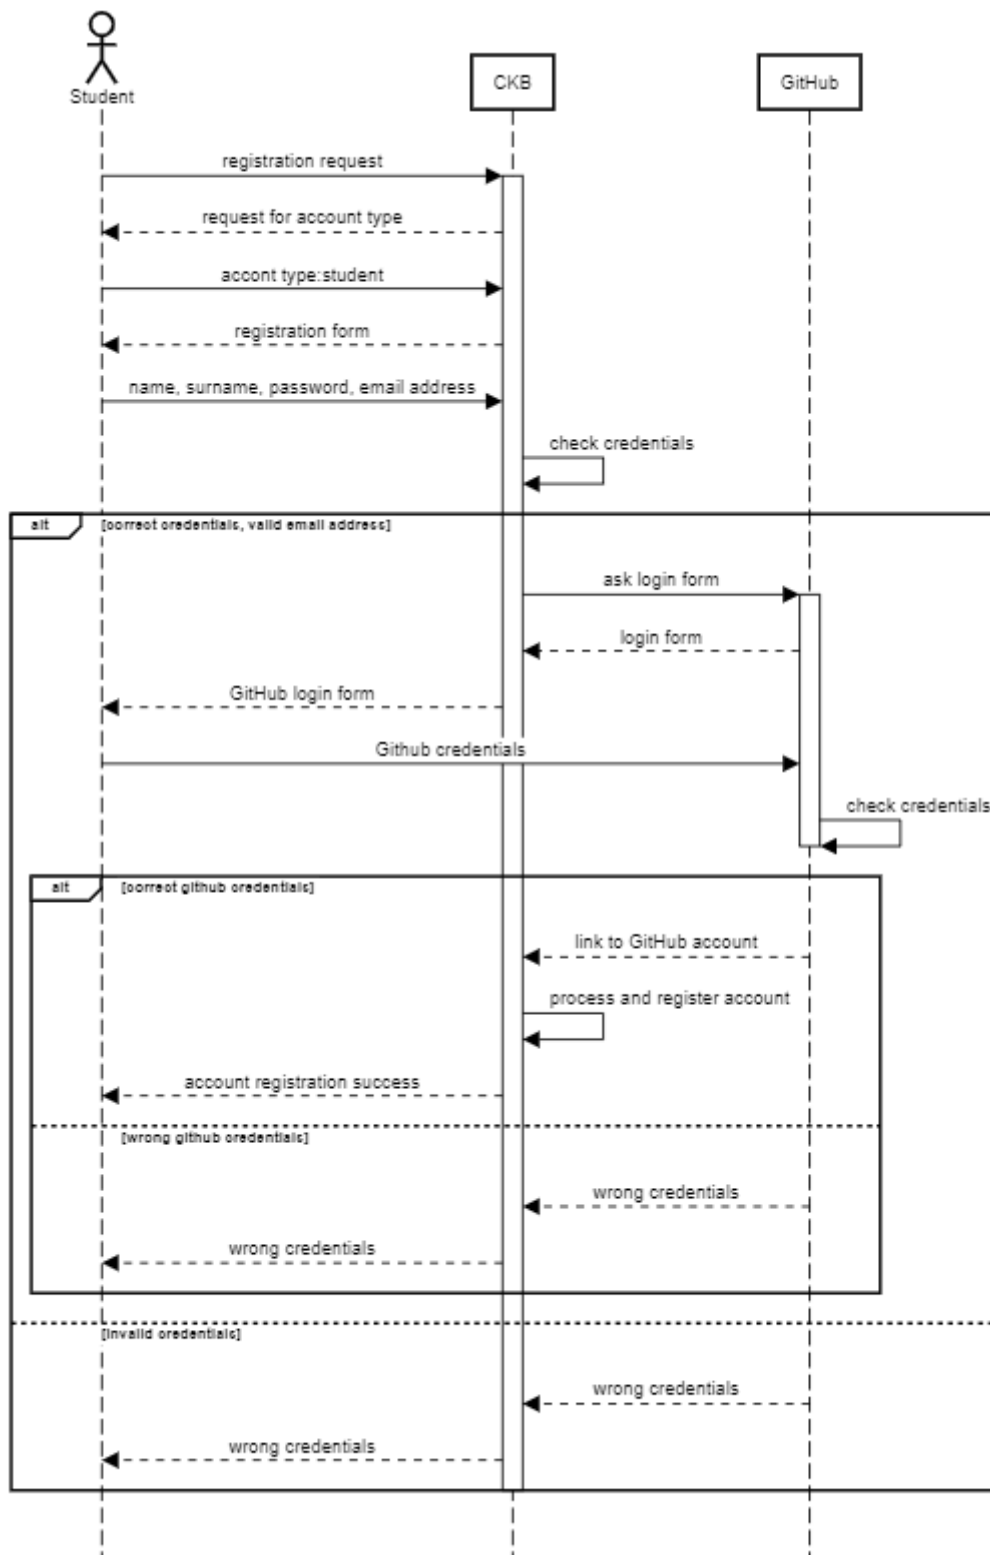 Student
CKB
GitHub
registration request
request for account type
accont type:student
registration form
name, surname, password, email address
check credentials
alt
[correct credentials, valid email address]
ask login form
login form
GitHub login form
Github credentials
check credentials
alt
[correct github credentials]
link to GitHub account
process and register account
account registration success
[wrong github credentials]
wrong credentials
wrong credentials
[invalid credentials]
wrong credentials
wrong credentials